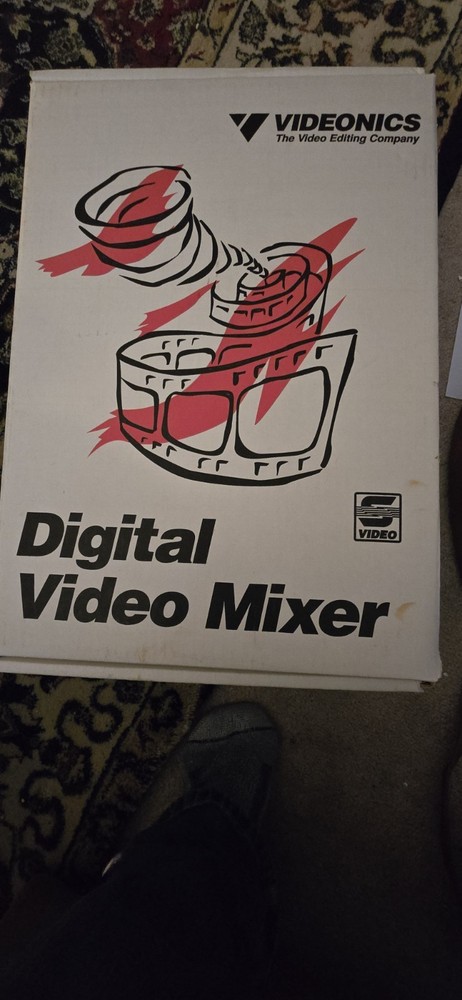 VIDEONICS
The Video Editing Company
S
VIDEO
Digital
Video Mixer